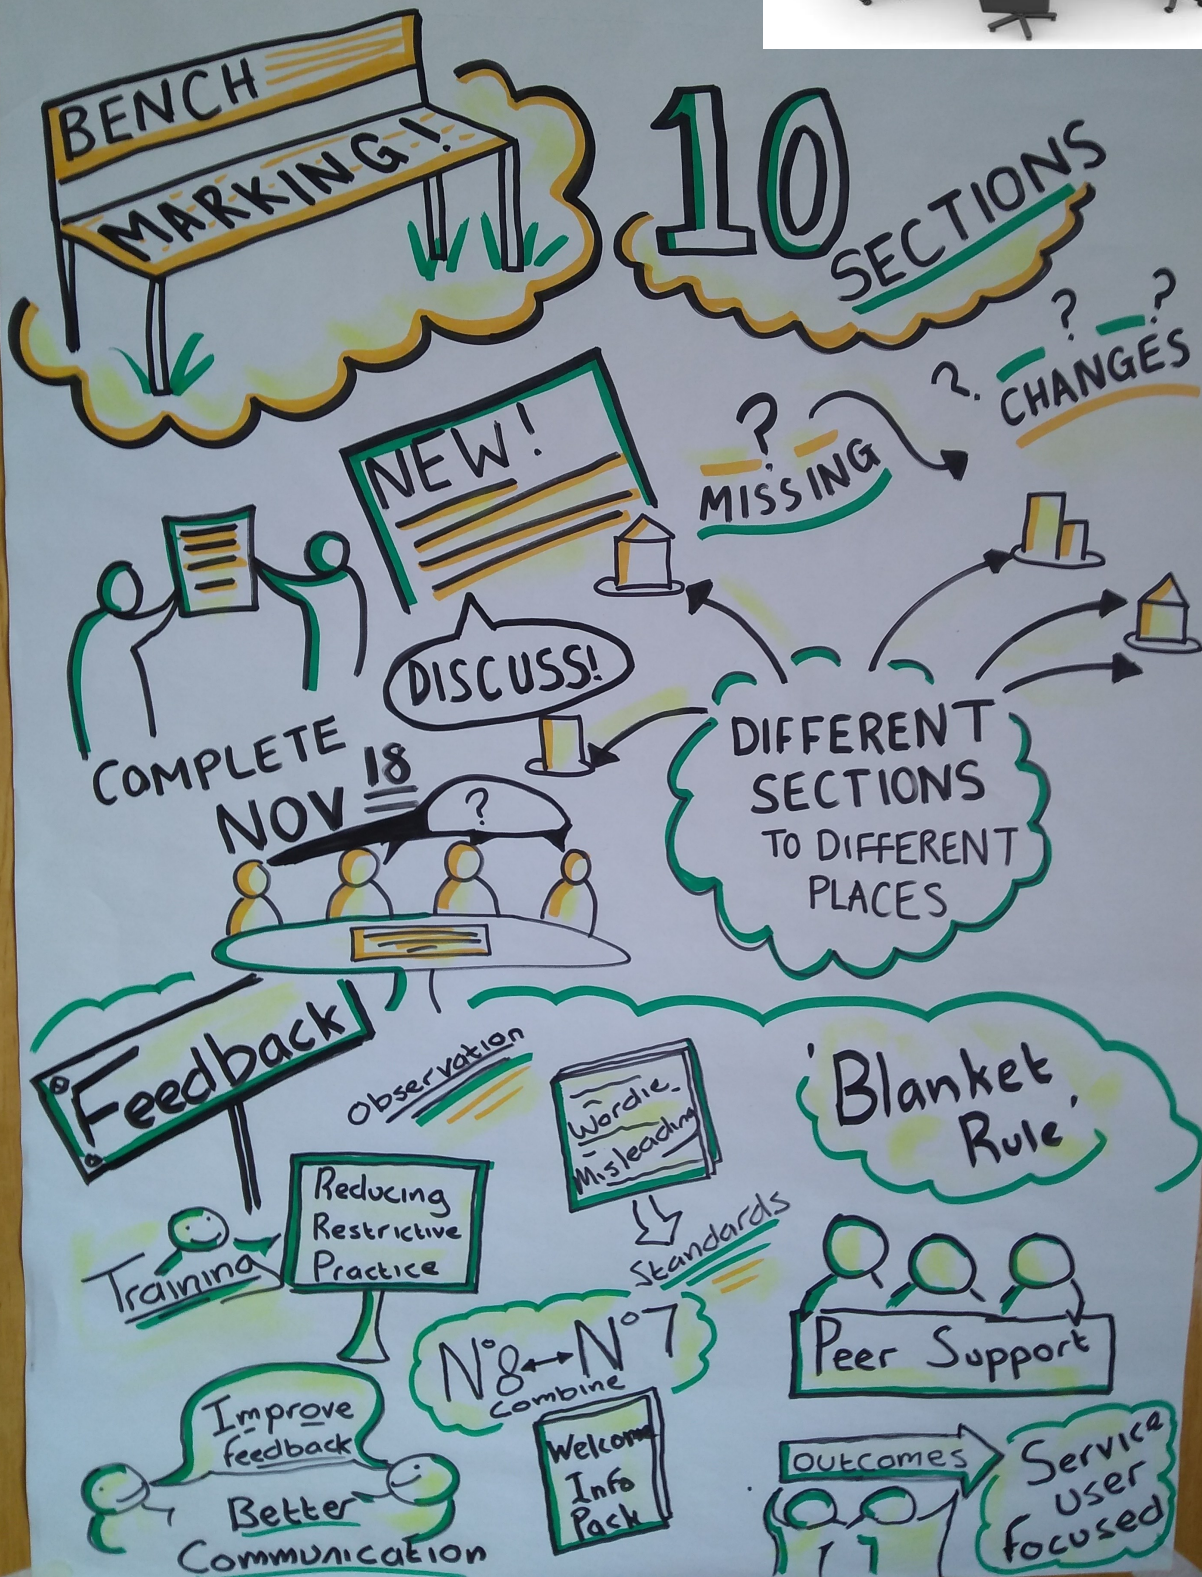 BENCH
MARKING!
10
SECTIONS
? ? ?
CHANGES
?
MISSING
NEW!
DISCUSS!
COMPLETE
NOV 18
?
DIFFERENT
SECTIONS
TO DIFFERENT
PLACES
Feedback
Observation
Wordie
Misleading
Standards
'Blanket
Rule'
Training
Reducing
Restrictive
Practice
Nº8 ↔ Nº7
Combine
Peer Support
Improve
feedback
Better
Communication
Welcome
Info
Pack
OUTCOMES
Service
user
focused